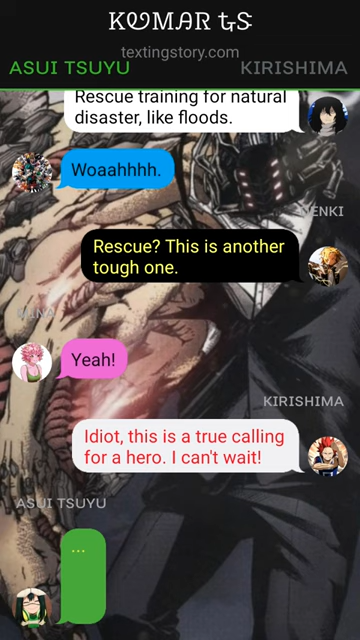 KUMAR GS
textingstory.com
ASUI TSUYU KIRISHIMA
Rescue training for natural
disaster, like floods.
Woaahhhh.
DENKI
Rescue? This is another
tough one.
MINA
Yeah!
KIRISHIMA
Idiot, this is a true calling
for a hero. I can't wait!
ASUI TSUYU
...